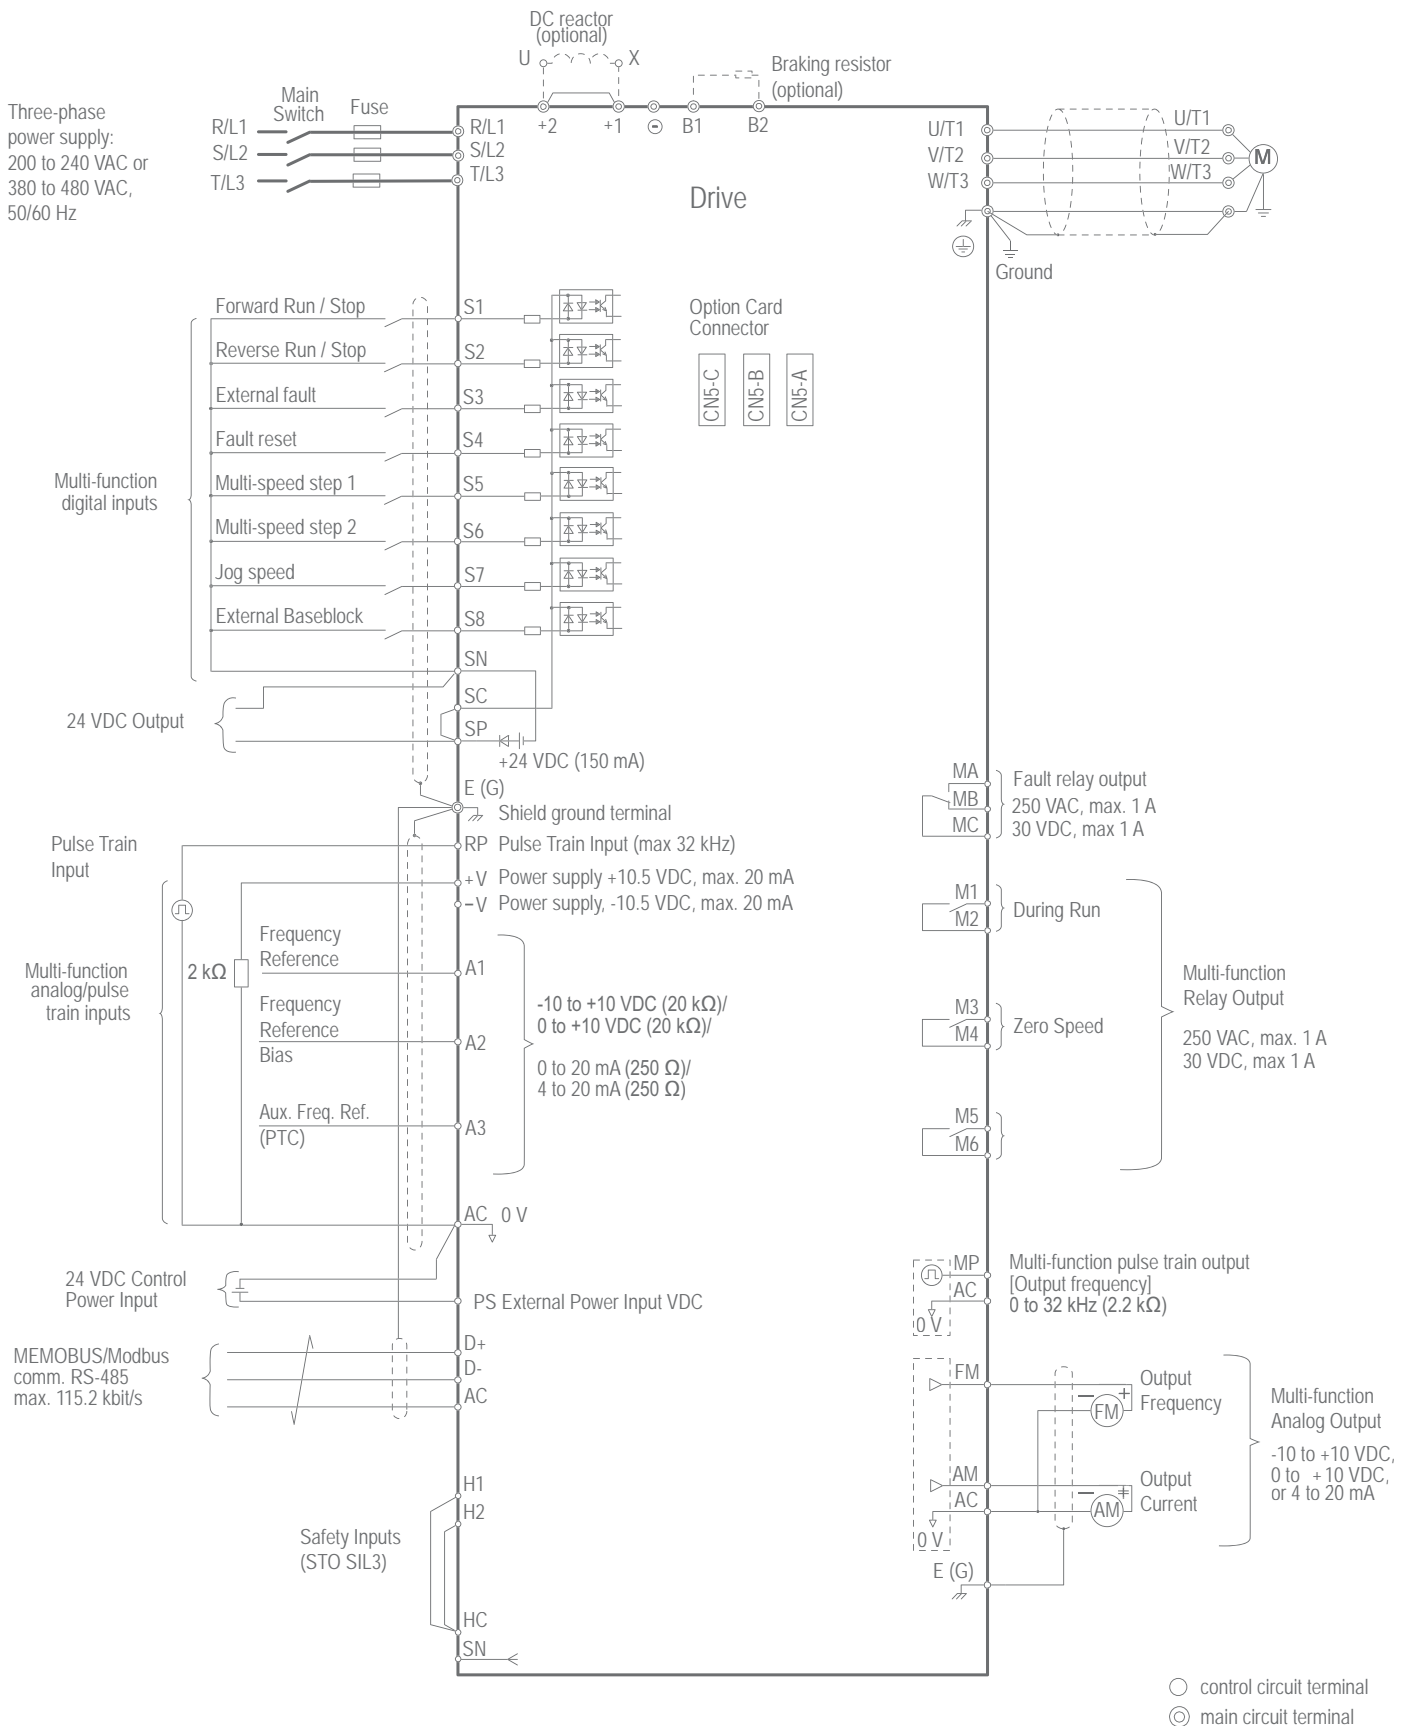 DC reactor
(optional)
U
X
Braking resistor
(optional)
Three-phase
power supply:
200 to 240 VAC or
380 to 480 VAC,
50/60 Hz
Main
Switch
Fuse
R/L1
S/L2
T/L3
R/L1
S/L2
T/L3
+2
+1
B1
B2
Drive
U/T1
V/T2
W/T3
U/T1
V/T2
W/T3
M
Ground
Option Card
Connector
CN5-C
CN5-B
CN5-A
Multi-function
digital inputs
Forward Run / Stop
S1
Reverse Run / Stop
S2
External fault
S3
Fault reset
S4
Multi-speed step 1
S5
Multi-speed step 2
S6
Jog speed
S7
External Baseblock
S8
SN
SC
24 VDC Output
SP
+24 VDC (150 mA)
E (G)
Shield ground terminal
Pulse Train
Input
RP Pulse Train Input (max 32 kHz)
+V Power supply +10.5 VDC, max. 20 mA
−V Power supply, -10.5 VDC, max. 20 mA
Multi-function
analog/pulse
train inputs
2 kΩ
Frequency
Reference
A1
Frequency
Reference
Bias
A2
Aux. Freq. Ref.
(PTC)
A3
-10 to +10 VDC (20 kΩ)/
0 to +10 VDC (20 kΩ)/
0 to 20 mA (250 Ω)/
4 to 20 mA (250 Ω)
AC 0 V
24 VDC Control
Power Input
PS External Power Input VDC
MEMOBUS/Modbus
comm. RS-485
max. 115.2 kbit/s
D+
D-
AC
Safety Inputs
(STO SIL3)
H1
H2
HC
SN
MA
MB
MC
Fault relay output
250 VAC, max. 1 A
30 VDC, max 1 A
M1
M2
During Run
M3
M4
Zero Speed
M5
M6
Multi-function
Relay Output
250 VAC, max. 1 A
30 VDC, max 1 A
MP
AC
0 V
Multi-function pulse train output
[Output frequency]
0 to 32 kHz (2.2 kΩ)
FM
− +
FM
Output
Frequency
AM
AC
0 V
− +
AM
Output
Current
E (G)
Multi-function
Analog Output
-10 to +10 VDC,
0 to +10 VDC,
or 4 to 20 mA
control circuit terminal
main circuit terminal